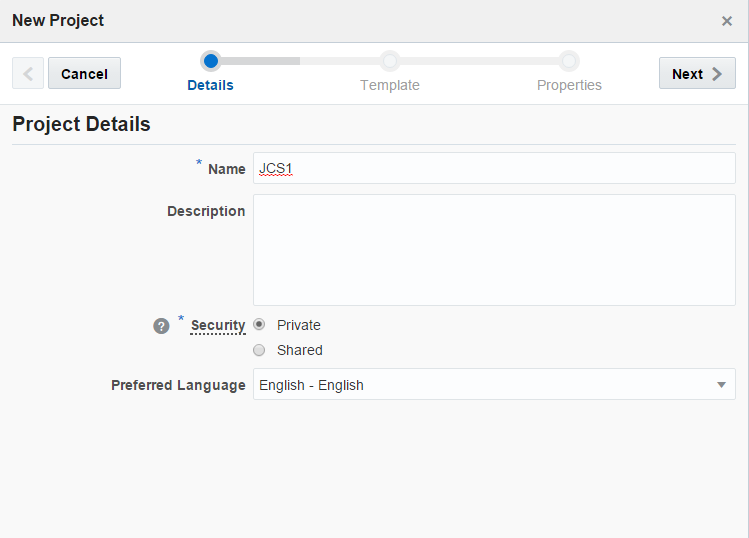 New Project ×
Cancel Next
Details Template Properties
Project Details
* Name JCS1
Description
? * Security Private
Shared
Preferred Language English - English